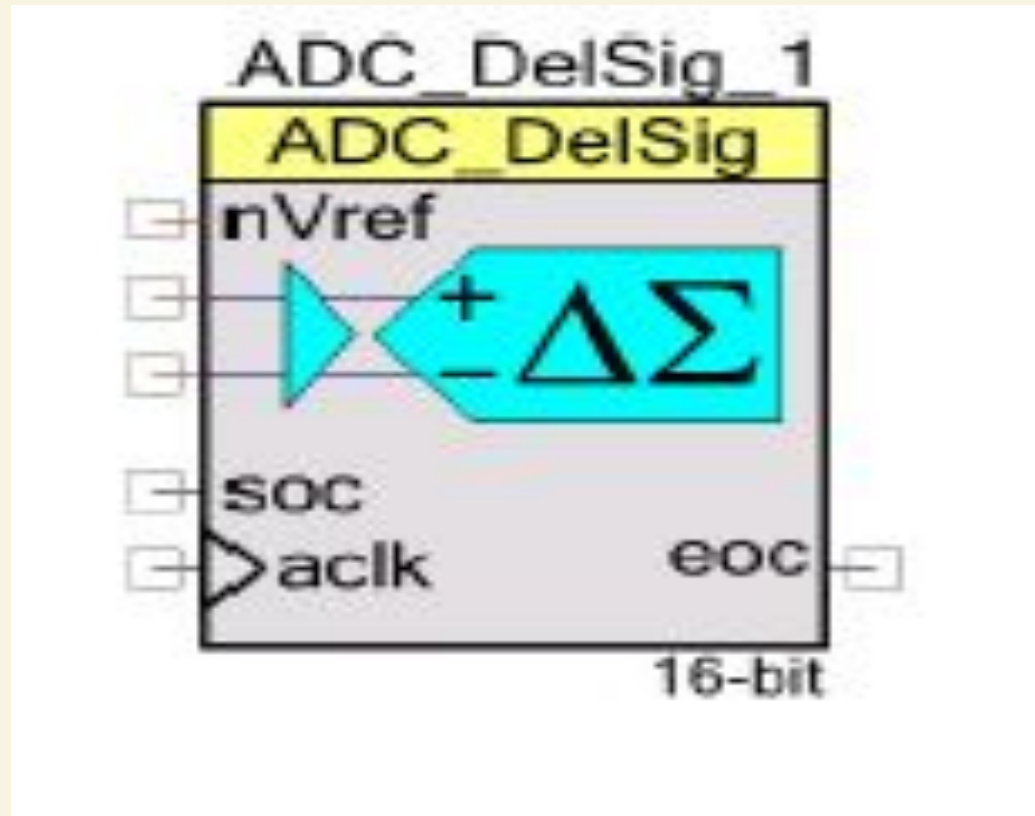 ADC_DelSig_1
ADC_DelSig
nVref
+
- ΔΣ
soc
aclk
eoc
16-bit